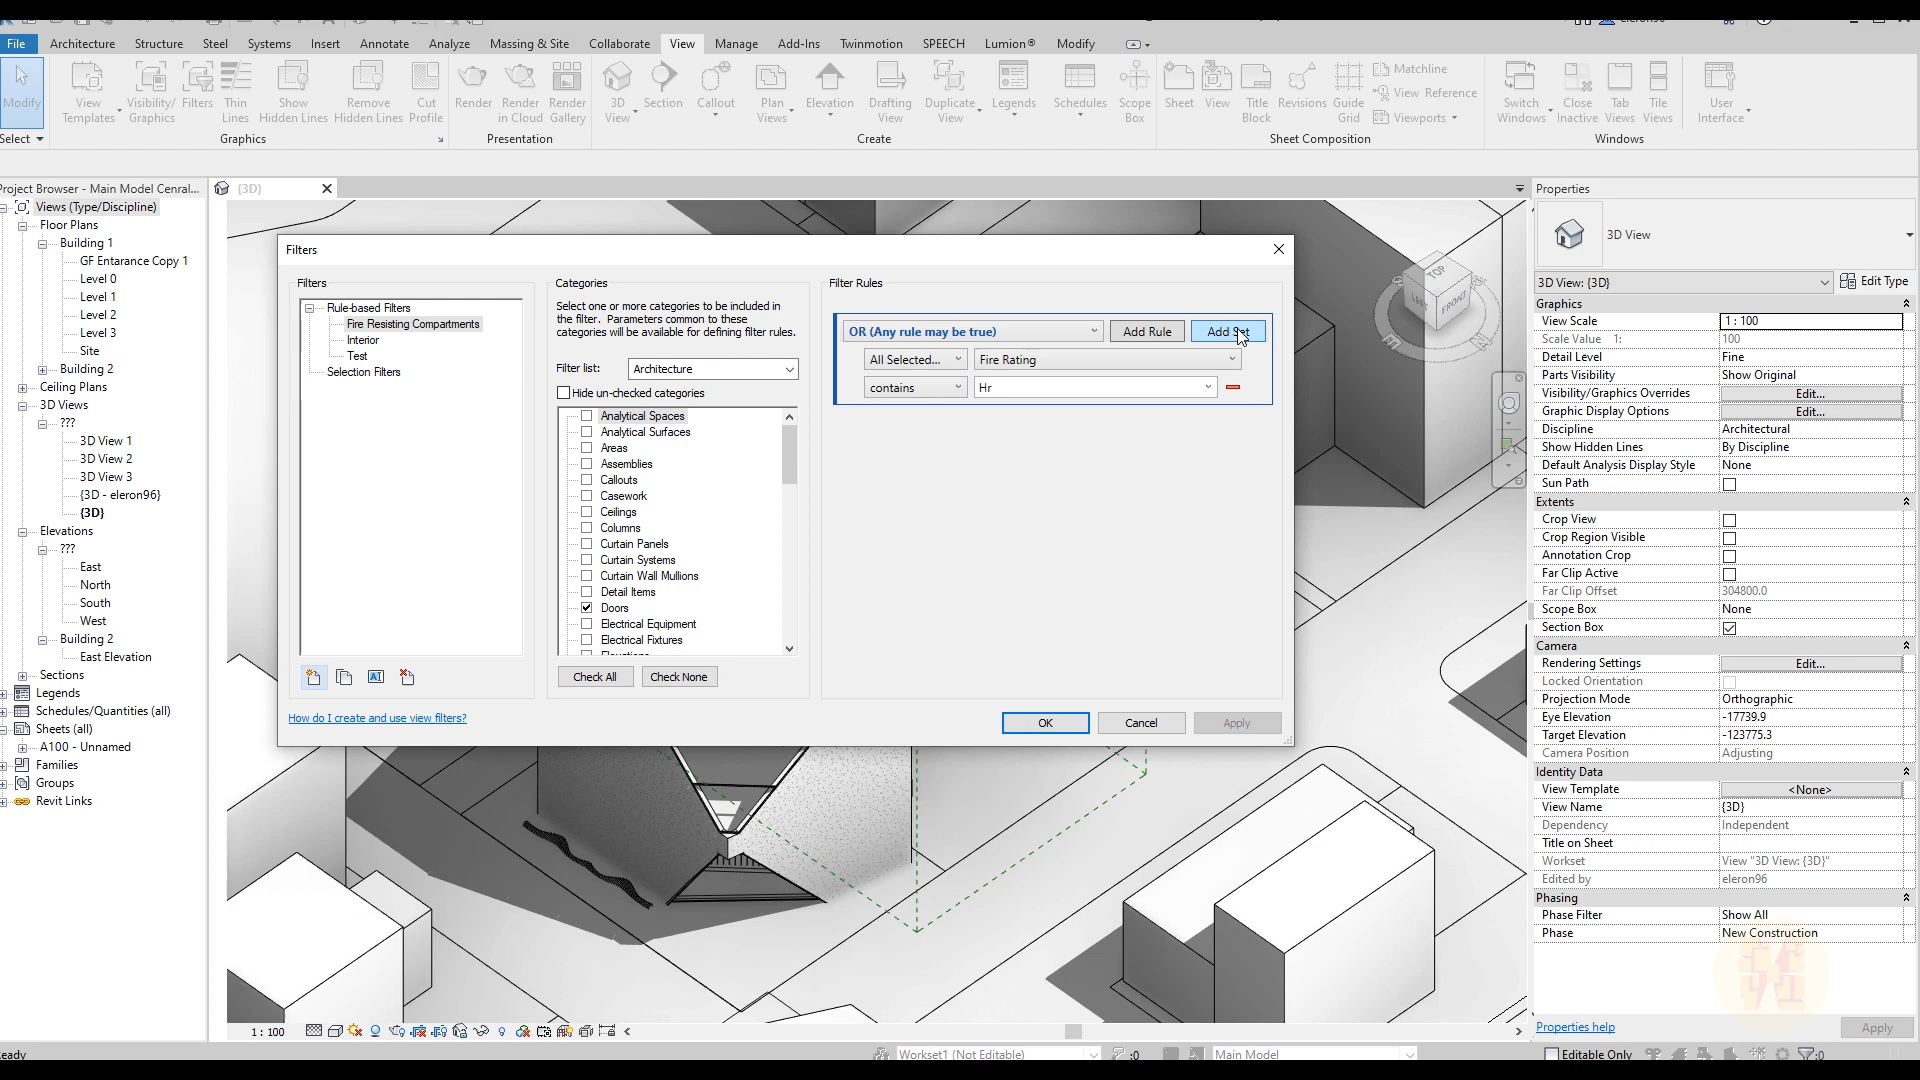 File Architecture Structure Steel Systems Insert Annotate Analyze Massing & Site Collaborate View Manage Add-Ins Twinmotion SPEECH Lumion® Modify
Modify
View Templates
Visibility/ Graphics
Filters
Thin Lines
Show Hidden Lines
Remove Hidden Lines
Cut Profile
Render
Render in Cloud
Render Gallery
3D View
Section
Callout
Plan Views
Elevation
Drafting View
Duplicate View
Legends
Schedules
Scope Box
Sheet
View
Title Block
Revisions
Guide Grid
Matchline
View Reference
Viewports
Switch Windows
Close Inactive
Tab Views
Tile Views
User Interface
Select
Graphics
Presentation
Create
Sheet Composition
Windows
Project Browser - Main Model Cenral...
Views (Type/Discipline)
Floor Plans
Building 1
GF Entarance Copy 1
Level 0
Level 1
Level 2
Level 3
Site
Building 2
Ceiling Plans
3D Views
???
3D View 1
3D View 2
3D View 3
{3D - eleron96}
{3D}
Elevations
???
East
North
South
West
Building 2
East Elevation
Sections
Legends
Schedules/Quantities (all)
Sheets (all)
A100 - Unnamed
Families
Groups
Revit Links
{3D}
Filters
Filters
Rule-based Filters
Fire Resisting Compartments
Interior
Test
Selection Filters
How do I create and use view filters?
Categories
Select one or more categories to be included in
the filter. Parameters common to these
categories will be available for defining filter rules.
Filter list: Architecture
Hide un-checked categories
Analytical Spaces
Analytical Surfaces
Areas
Assemblies
Callouts
Casework
Ceilings
Columns
Curtain Panels
Curtain Systems
Curtain Wall Mullions
Detail Items
Doors
Electrical Equipment
Electrical Fixtures
Check All Check None
Filter Rules
OR (Any rule may be true) Add Rule Add Set
All Selected... Fire Rating
contains Hr
OK Cancel Apply
TOP
LEFT FRONT
Properties
3D View
3D View: {3D} Edit Type
Graphics
View Scale 1 : 100
Scale Value 1: 100
Detail Level Fine
Parts Visibility Show Original
Visibility/Graphics Overrides Edit...
Graphic Display Options Edit...
Discipline Architectural
Show Hidden Lines By Discipline
Default Analysis Display Style None
Sun Path
Extents
Crop View
Crop Region Visible
Annotation Crop
Far Clip Active
Far Clip Offset 304800.0
Scope Box None
Section Box
Camera
Rendering Settings Edit...
Locked Orientation
Projection Mode Orthographic
Eye Elevation -17739.9
Target Elevation -123775.3
Camera Position Adjusting
Identity Data
View Template <None>
View Name {3D}
Dependency Independent
Title on Sheet
Workset View "3D View: {3D}"
Edited by eleron96
Phasing
Phase Filter Show All
Phase New Construction
Properties help Apply
1 : 100
eady Workset1 (Not Editable) :0 Main Model Editable Only :0